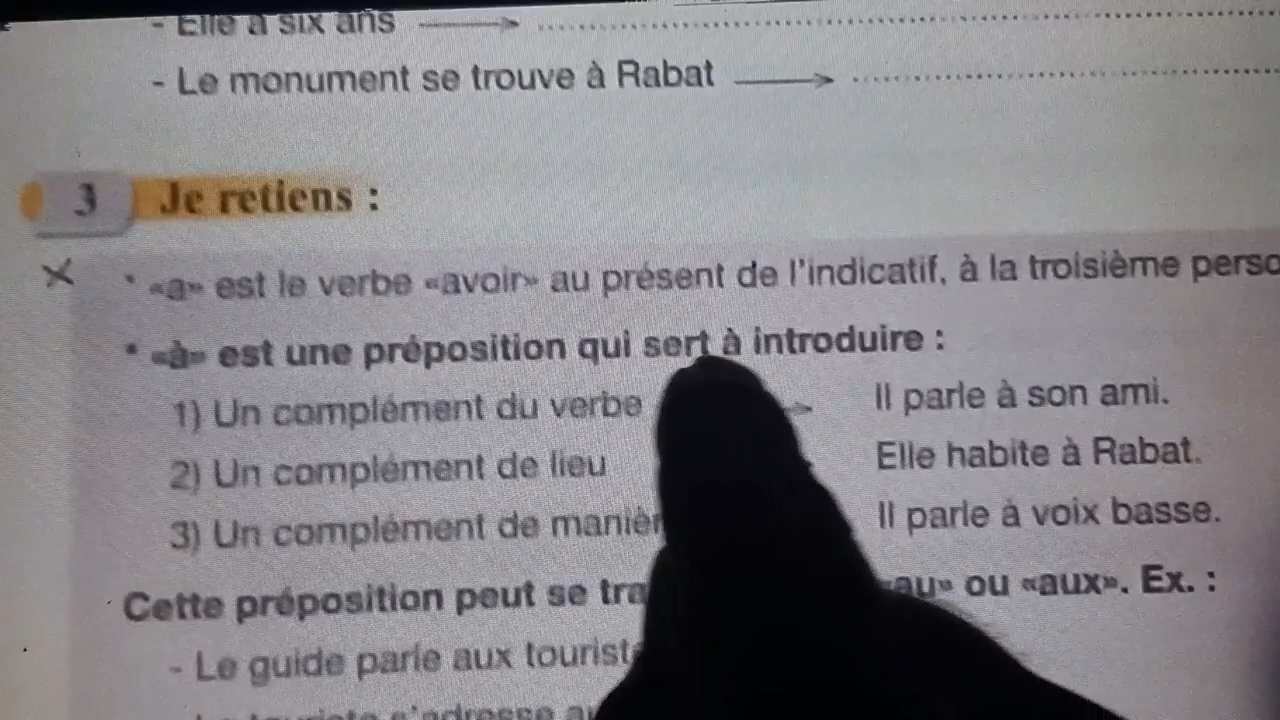 - Elle a six ans
- Le monument se trouve à Rabat
3 Je retiens :
* «a» est le verbe «avoir» au présent de l'indicatif, à la troisième
* «à» est une préposition qui sert à introduire :
1) Un complément du verbe Il parle à son ami.
2) Un complément de lieu Elle habite à Rabat.
3) Un complément de Il parle à voix basse.
Cette préposition peut se «au» ou «aux». Ex. :
- Le guide parle aux